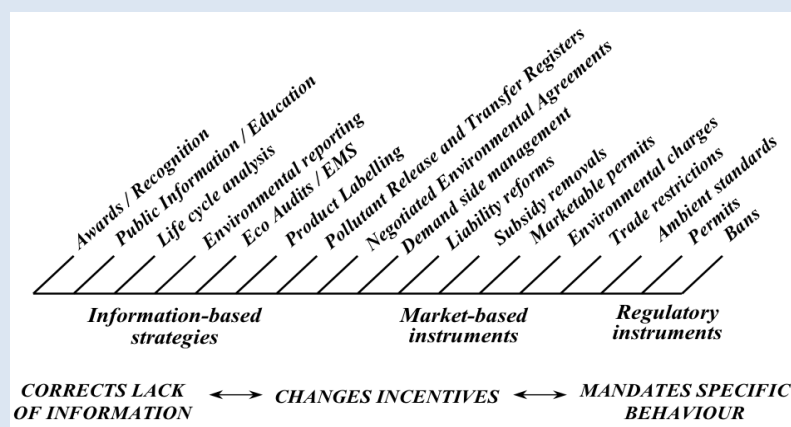 Awards / Recognition
Public Information / Education
Life cycle analysis
Environmental reporting
Eco Audits / EMS
Product Labelling
Pollutant Release and Transfer Registers
Negotiated Environmental Agreements
Demand side management
Liability reforms
Subsidy removals
Marketable permits
Environmental charges
Trade restrictions
Ambient standards
Permits
Bans
Information-based
strategies
Market-based
instruments
Regulatory
instruments
CORRECTS LACK
OF INFORMATION
CHANGES INCENTIVES
MANDATES SPECIFIC
BEHAVIOUR